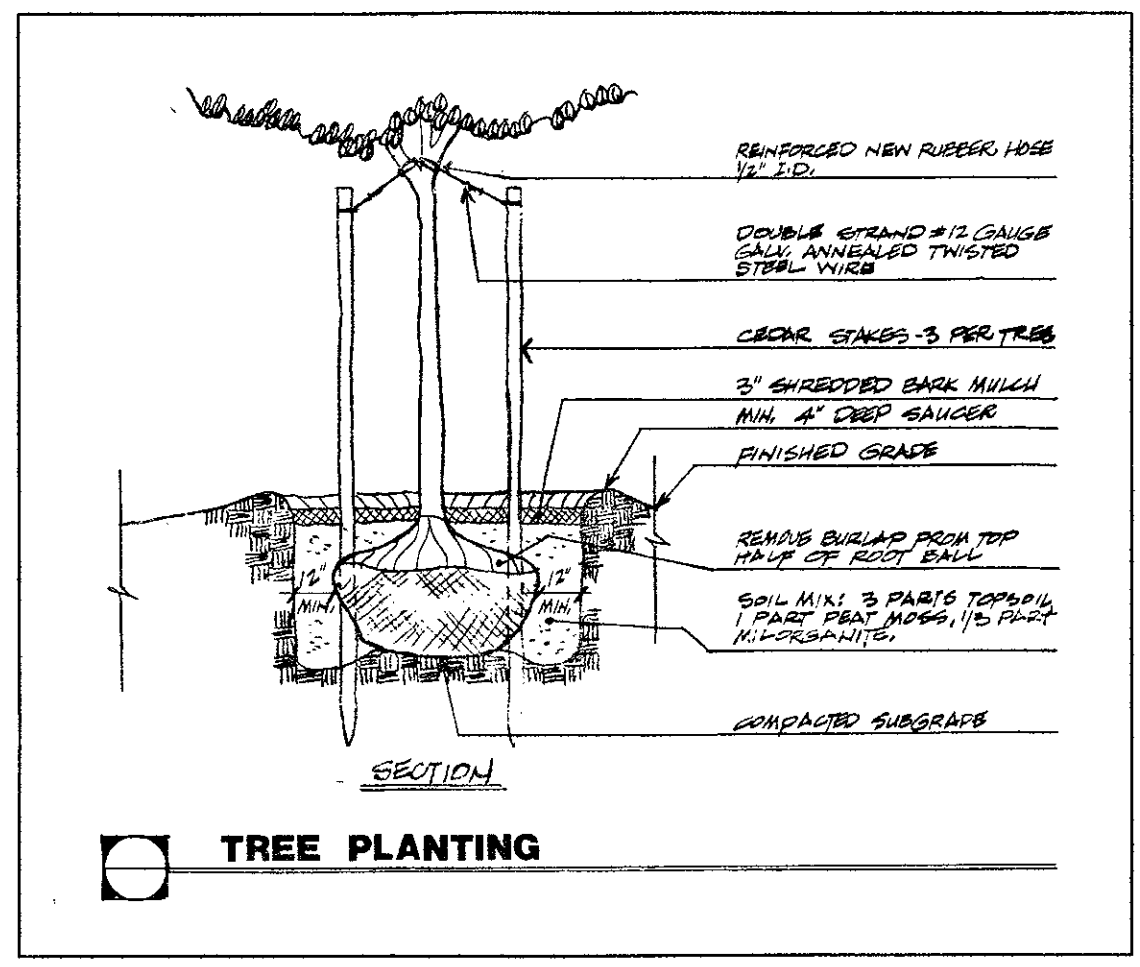 REINFORCED NEW RUBBER HOSE
1/2" I.D.
DOUBLE STRAND #12 GAUGE
GALV. ANNEALED TWISTED
STEEL WIRE
CEDAR STAKES - 3 PER TREE
3" SHREDDED BARK MULCH
MIN. 4" DEEP SAUCER
FINISHED GRADE
REMOVE BURLAP FROM TOP
HALF OF ROOT BALL
12"
MIN.
12"
MIN.
SOIL MIX: 3 PARTS TOPSOIL
1 PART PEAT MOSS, 1/3 PART
MILORGANITE.
COMPACTED SUBGRADE
SECTION
TREE PLANTING